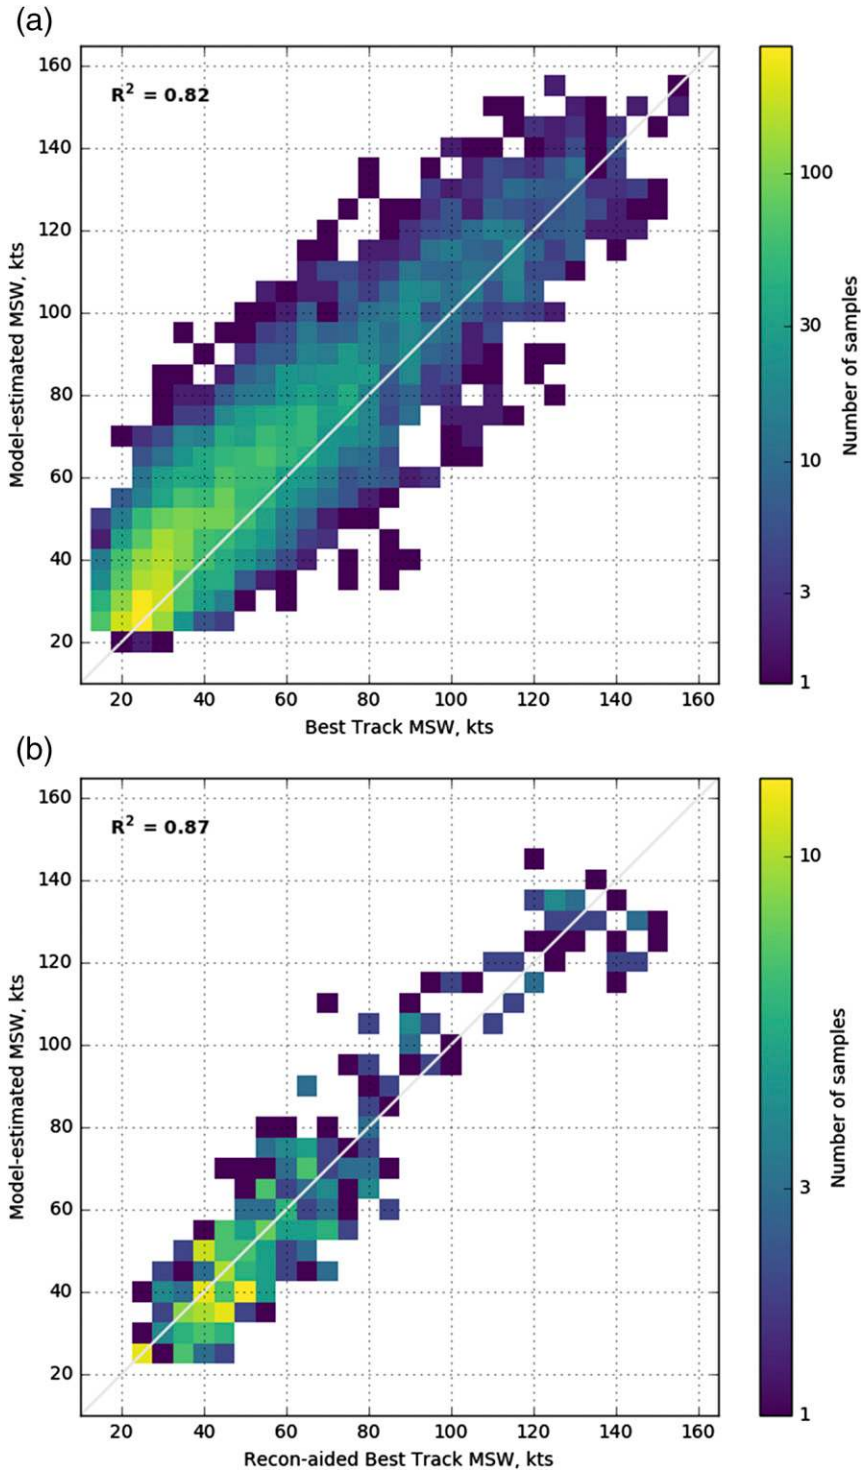 (a)
R² = 0.82
160
140
120
100
80
60
40
20
Model-estimated MSW, kts
20 40 60 80 100 120 140 160
Best Track MSW, kts
100
30
10
3
1
Number of samples
(b)
R² = 0.87
160
140
120
100
80
60
40
20
Model-estimated MSW, kts
20 40 60 80 100 120 140 160
Recon-aided Best Track MSW, kts
10
3
1
Number of samples